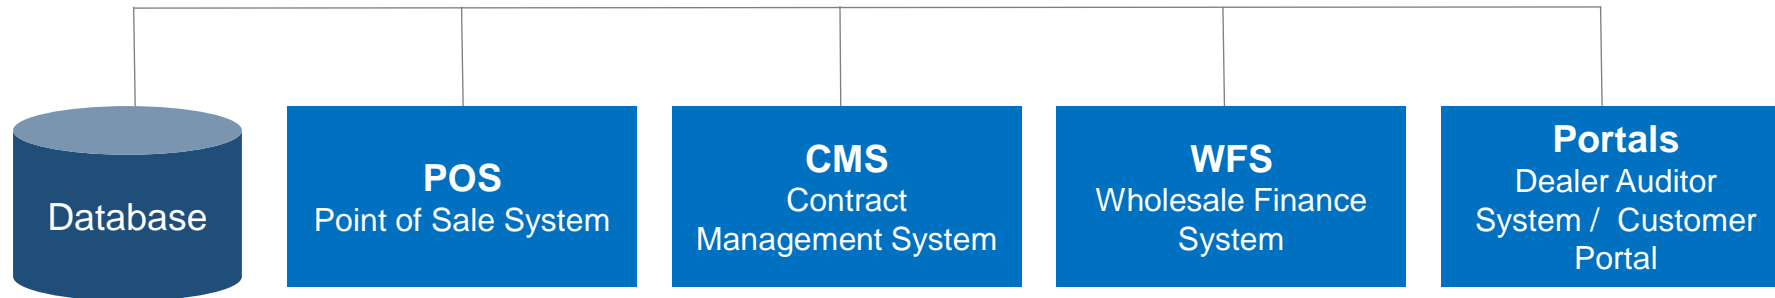 Database
POS
Point of Sale System
CMS
Contract
Management System
WFS
Wholesale Finance
System
Portals
Dealer Auditor
System /  Customer
Portal